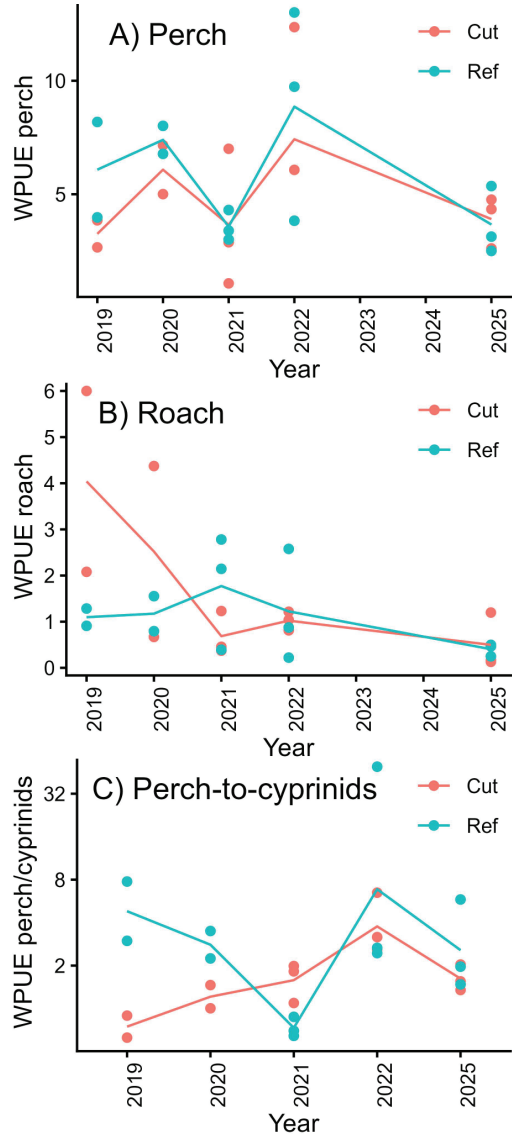 A) Perch
Cut
Ref
WPUE perch
10
5
2019
2020
2021
2022
2023
2024
2025
Year
B) Roach
Cut
Ref
WPUE roach
6
5
4
3
2
1
0
2019
2020
2021
2022
2023
2024
2025
Year
C) Perch-to-cyprinids
Cut
Ref
WPUE perch/cyprinids
32
8
2
2019
2020
2021
2022
2025
Year